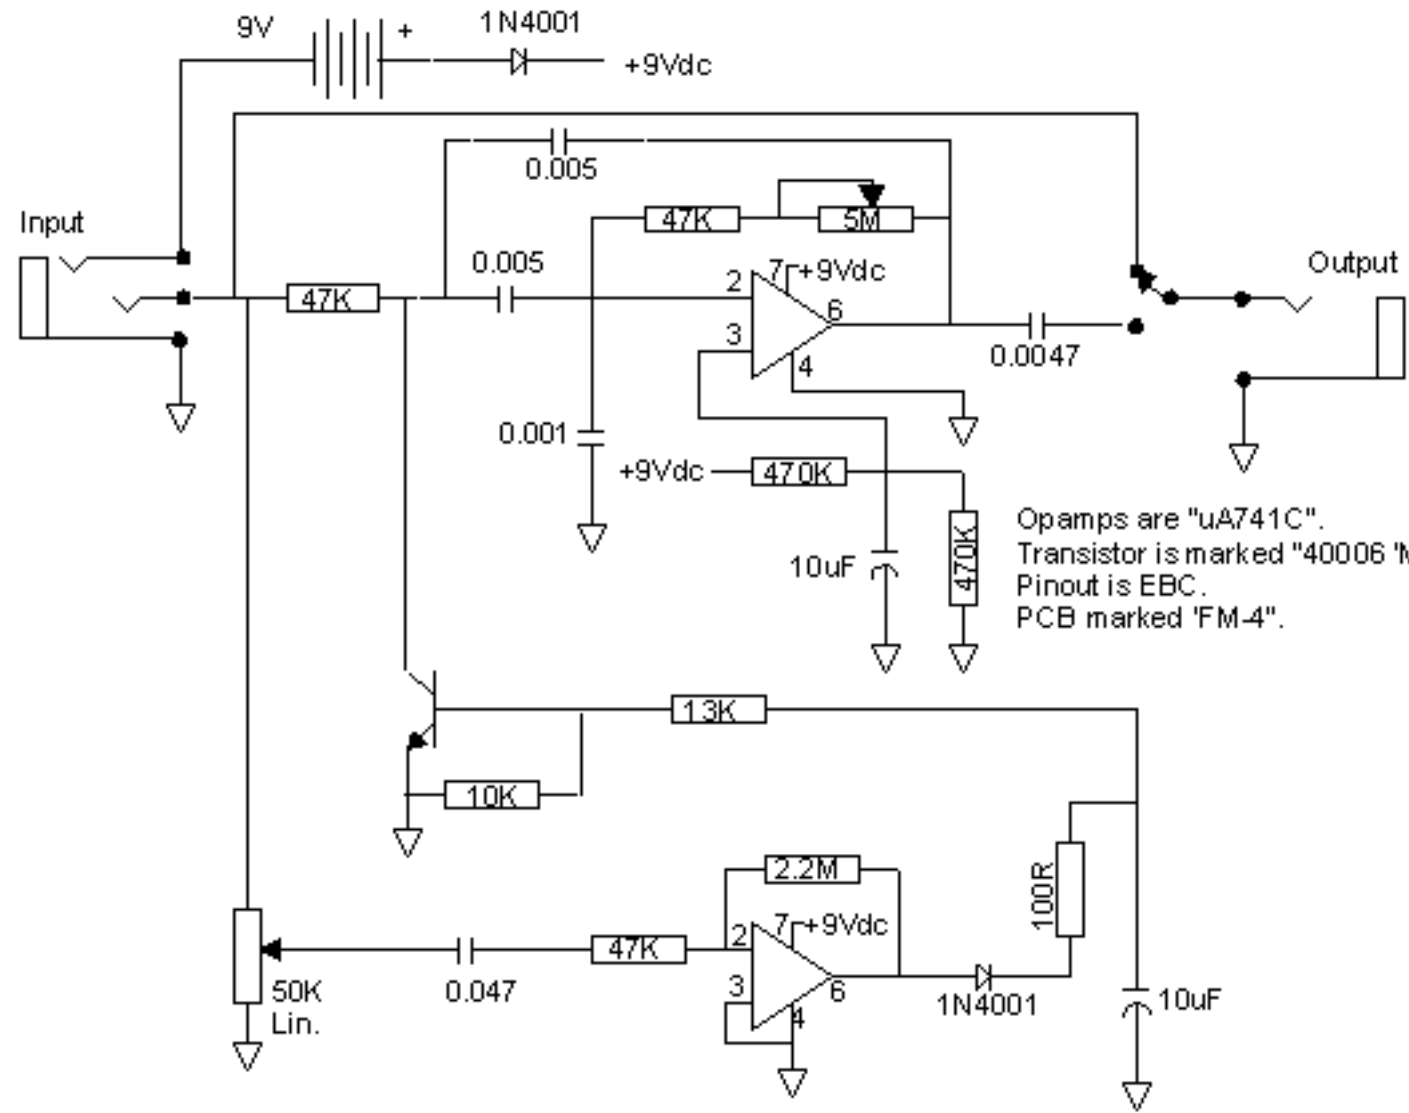 9V
+
1N4001
+9Vdc
0.005
Input
47K
5M
0.005
7
+9Vdc
Output
2
47K
6
3
4
0.0047
0.001
+9Vdc
470K
470K
10uF
Opamps are "uA741C".
Transistor is marked "40006
Pinout is EBC.
PCB marked 'FM-4".
13K
10K
2.2M
100R
7
+9Vdc
2
47K
3
6
4
50K
Lin.
0.047
1N4001
10uF